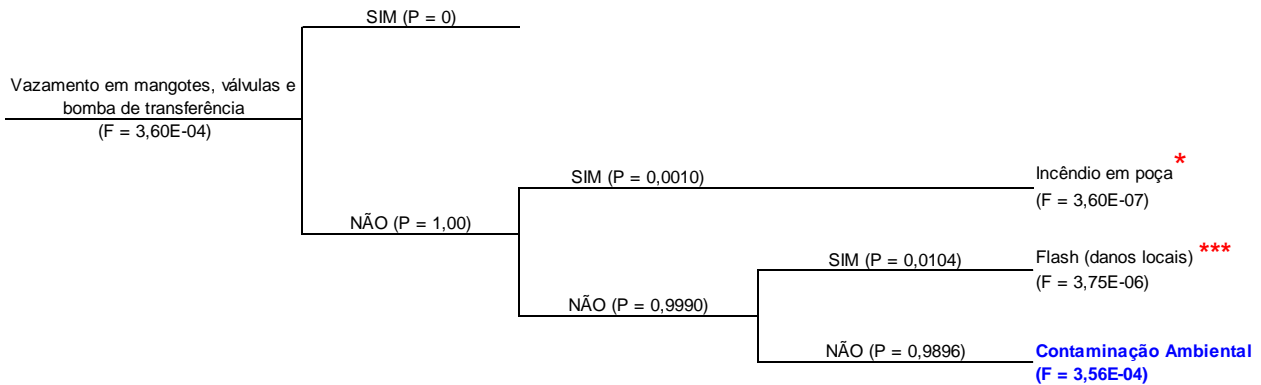 SIM (P = 0)
Vazamento em mangotes, válvulas e
bomba de transferência
(F = 3,60E-04)
SIM (P = 0,0010)
Incêndio em poça *
(F = 3,60E-07)
NÃO (P = 1,00)
SIM (P = 0,0104)
Flash (danos locais) ***
(F = 3,75E-06)
NÃO (P = 0,9990)
NÃO (P = 0,9896)
Contaminação Ambiental
(F = 3,56E-04)